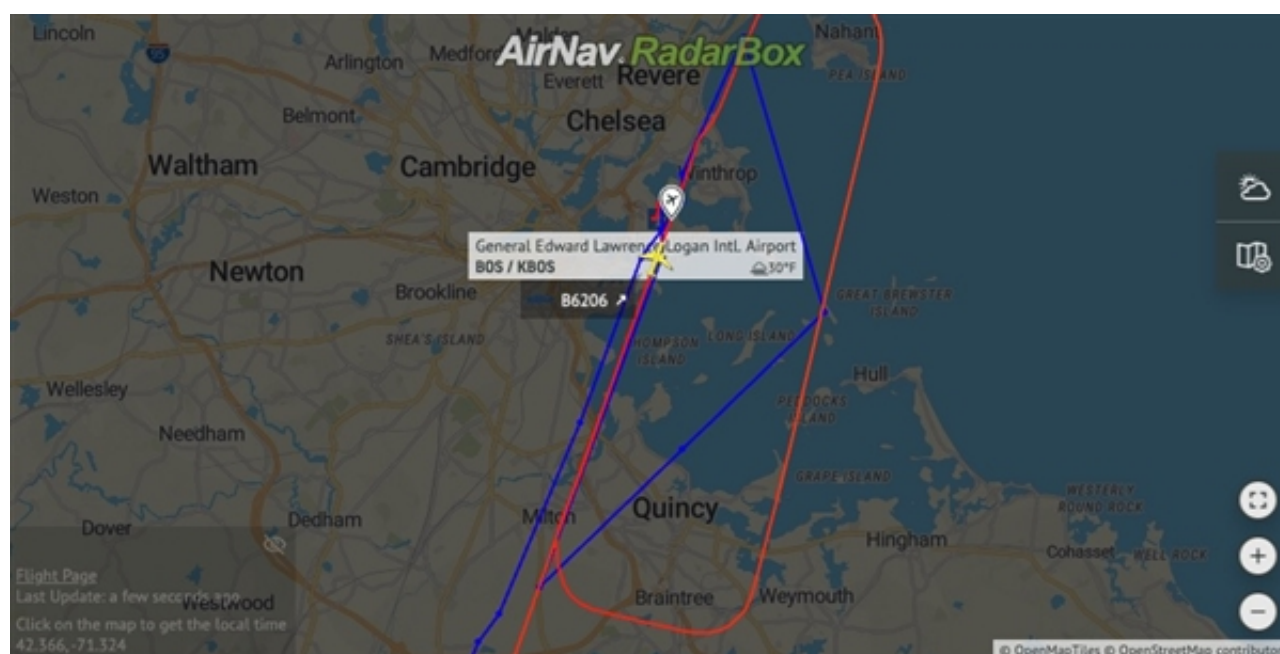 Lincoln
Malden
Nahant
AirNav RadarBox
Arlington
Medford
Everett
Revere
PEA ISLAND
95
Belmont
Chelsea
Waltham
Cambridge
Winthrop
Weston
General Edward Lawrence Logan Intl. Airport
BOS / KBOS
30°F
Newton
Brookline
B6206 ↗
GREAT BREWSTER
ISLAND
SHEA'S ISLAND
THOMPSON
ISLAND
LONG ISLAND
Hull
Wellesley
PEDDOCKS
ISLAND
Needham
GRAPE ISLAND
WESTERLY
ROUND ROCK
Quincy
Milton
Dover
Dedham
Hingham
Cohasset
WELL ROCK
Flight Page
Last Update: a few seconds ago
Westwood
Braintree
Weymouth
Click on the map to get the local time
42.366,-71.324
© OpenMapTiles © OpenStreetMap contributor